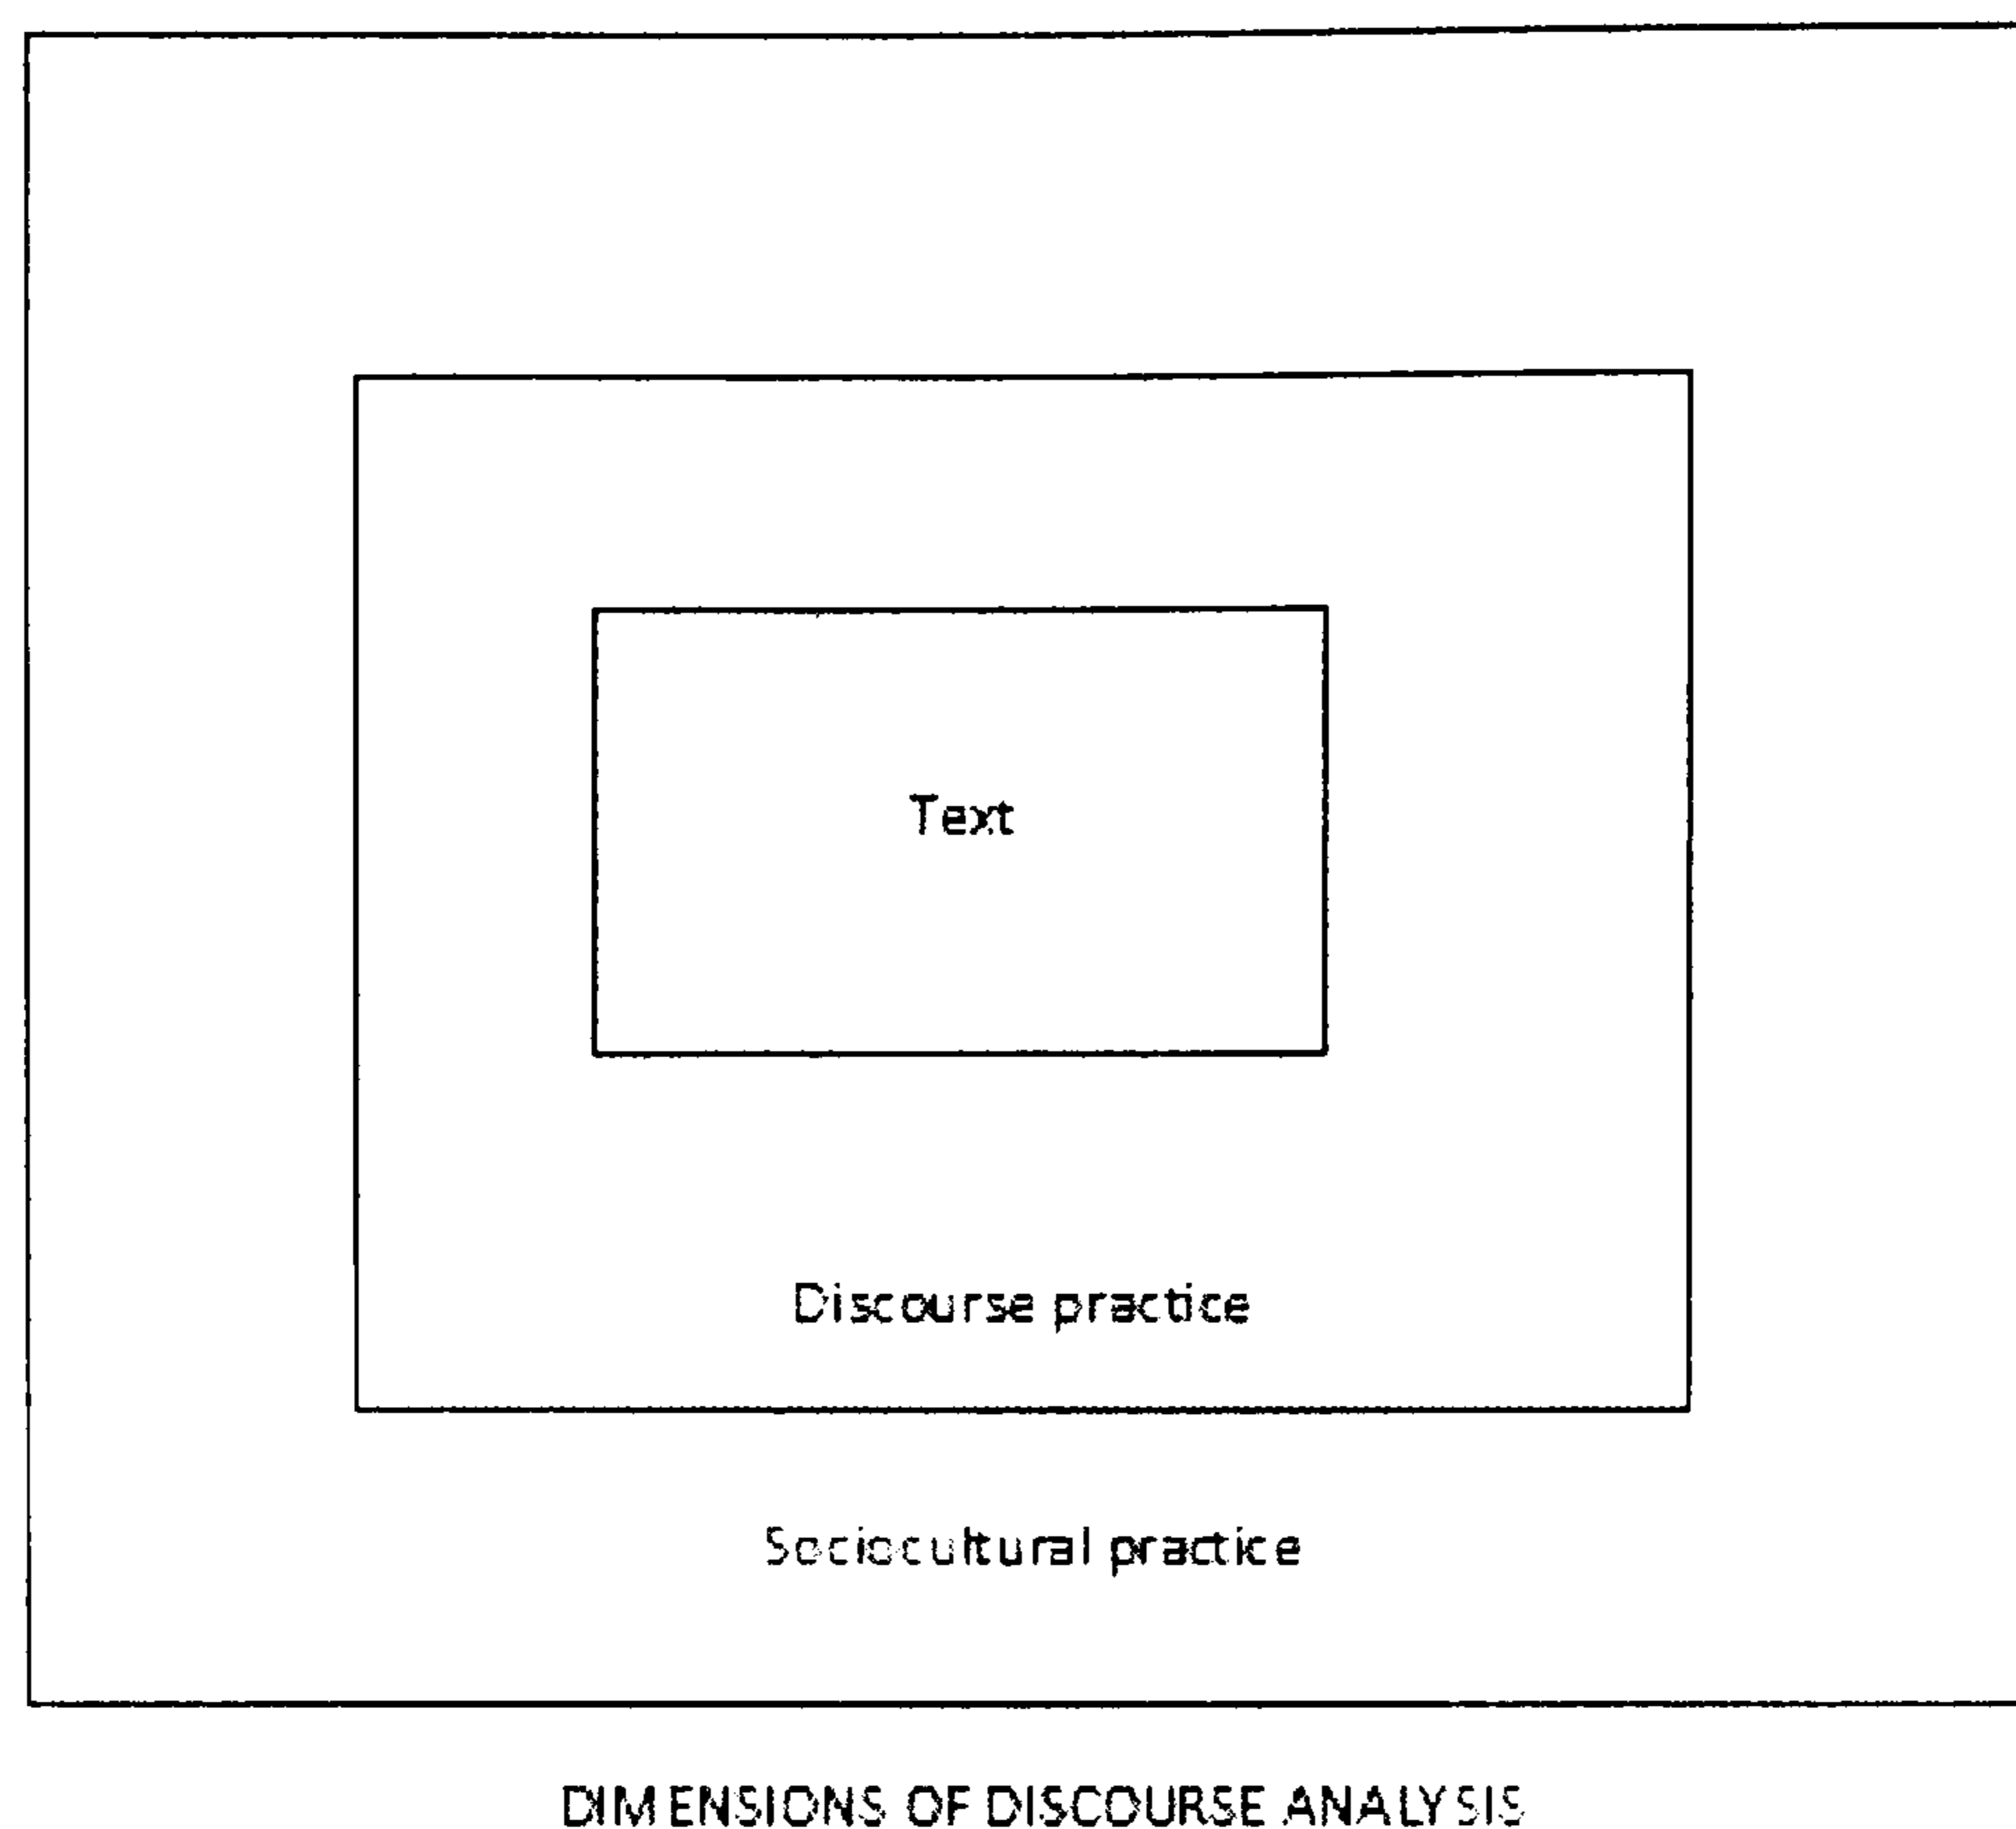 Text
Discourse practice
Sociocultural practice
DIMENSIONS OF DISCOURSE ANALYSIS